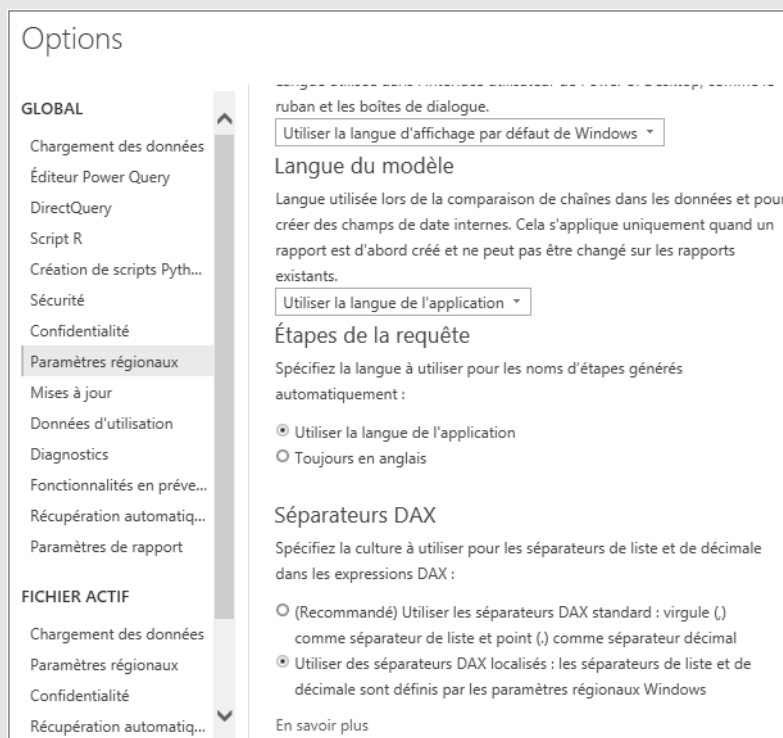 Options
GLOBAL
Chargement des données
Éditeur Power Query
DirectQuery
Script R
Création de scripts Pyth...
Sécurité
Confidentialité
Paramètres régionaux
Mises à jour
Données d'utilisation
Diagnostics
Fonctionnalités en préve...
Récupération automatiq...
Paramètres de rapport
FICHIER ACTIF
Chargement des données
Paramètres régionaux
Confidentialité
Récupération automatiq...
ruban et les boîtes de dialogue.
Utiliser la langue d'affichage par défaut de Windows
Langue du modèle
Langue utilisée lors de la comparaison de chaînes dans les données et pour
créer des champs de date internes. Cela s'applique uniquement quand un
rapport est d'abord créé et ne peut pas être changé sur les rapports
existants.
Utiliser la langue de l'application
Étapes de la requête
Spécifiez la langue à utiliser pour les noms d'étapes générés
automatiquement :
Utiliser la langue de l'application
Toujours en anglais
Séparateurs DAX
Spécifiez la culture à utiliser pour les séparateurs de liste et de décimale
dans les expressions DAX :
(Recommandé) Utiliser les séparateurs DAX standard : virgule (,)
comme séparateur de liste et point (.) comme séparateur décimal
Utiliser des séparateurs DAX localisés : les séparateurs de liste et de
décimale sont définis par les paramètres régionaux Windows
En savoir plus